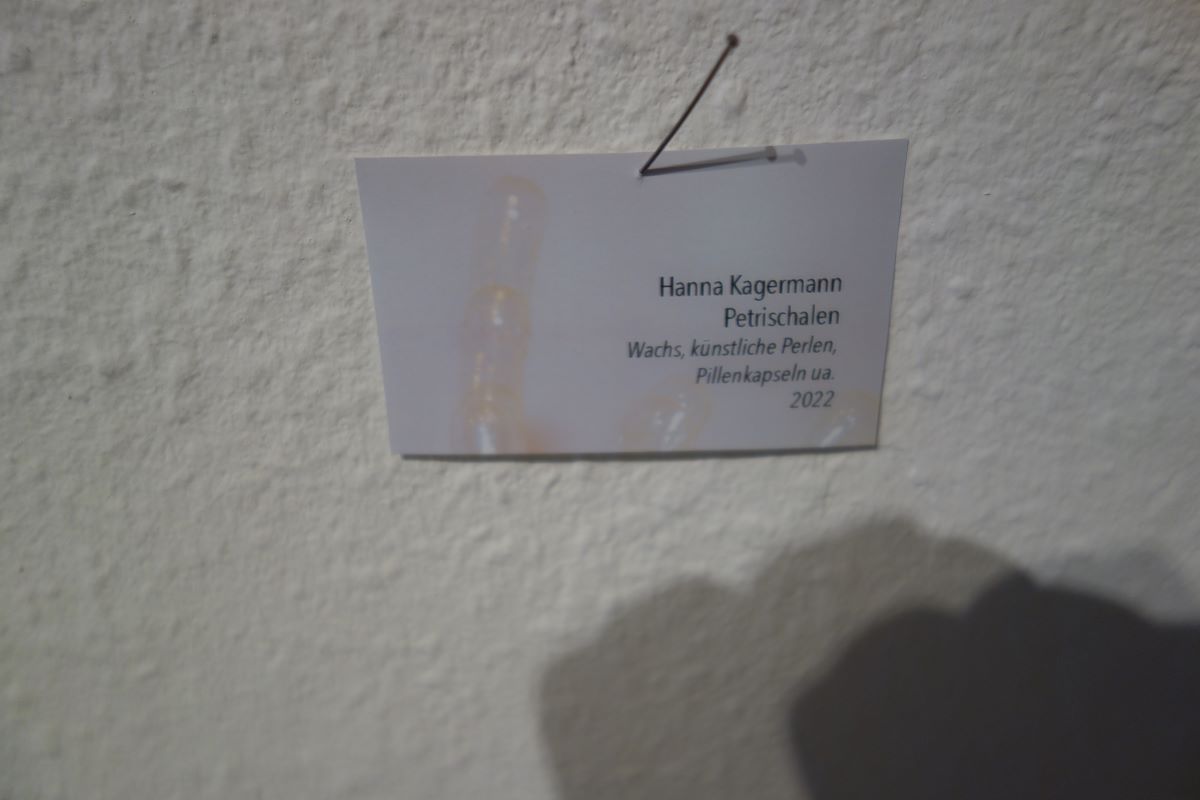 Hanna Kagermann
Petrischalen
Wachs, künstliche Perlen,
Pillenkapseln ua.
2022